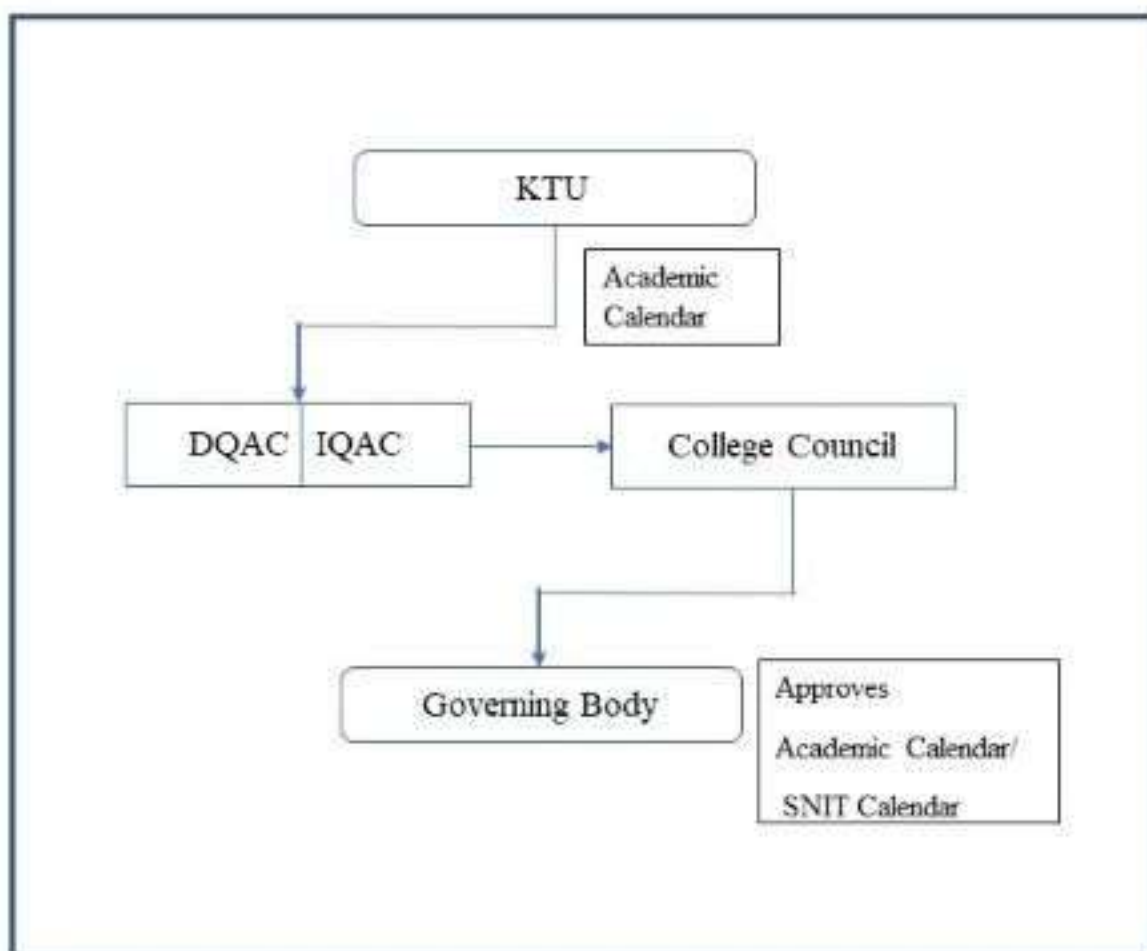 KTU
Academic
Calendar
DQAC IQAC
College Council
Governing Body
Approves
Academic Calendar/
SNIT Calendar